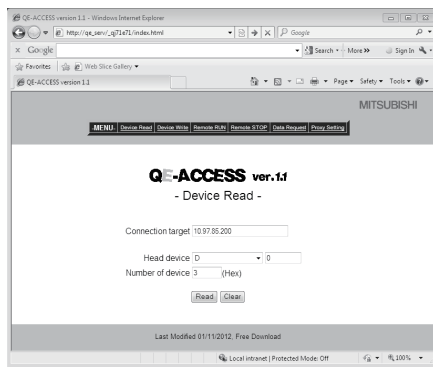 QE-ACCESS version 1.1 - Windows Internet Explorer
http://qe_serv/_qj71e71/index.html
Google
x Google
Search
More >>
Sign In
Favorites
Web Slice Gallery
QE-ACCESS version 1.1
Page
Safety
Tools
MITSUBISHI
-MENU- Device Read Device Write Remote RUN Remote STOP Data Request Proxy Setting
QE-ACCESS ver.1.1
- Device Read -
Connection target 10.97.85.200
Head device D 0
Number of device 3 (Hex)
Read Clear
Last Modified 01/11/2012, Free Download
Local intranet | Protected Mode: Off
100%